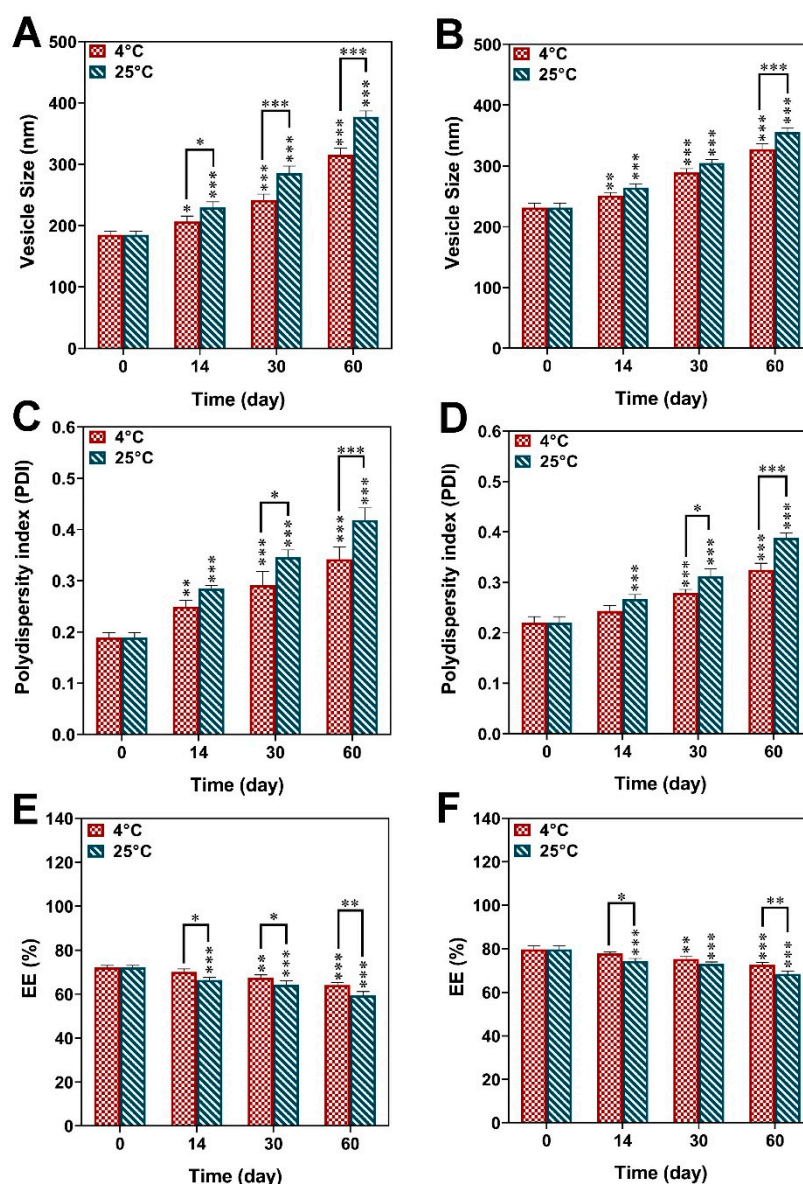 A
500
400
300
200
100
0
Vesicle Size (nm)
4°C
25°C
*
*
***
***
***
***
***
***
***
0 14 30 60
Time (day)
B
500
400
300
200
100
0
Vesicle Size (nm)
4°C
25°C
**
***
***
***
***
***
***
0 14 30 60
Time (day)
C
0.6
0.5
0.4
0.3
0.2
0.1
0.0
Polydispersity index (PDI)
4°C
25°C
**
***
***
*
***
***
***
***
0 14 30 60
Time (day)
D
0.6
0.5
0.4
0.3
0.2
0.1
0.0
Polydispersity index (PDI)
4°C
25°C
***
***
*
***
***
***
***
0 14 30 60
Time (day)
E
140
120
100
80
60
40
20
0
EE (%)
4°C
25°C
*
***
**
*
***
***
**
***
0 14 30 60
Time (day)
F
140
120
100
80
60
40
20
0
EE (%)
4°C
25°C
*
***
**
***
***
**
***
0 14 30 60
Time (day)